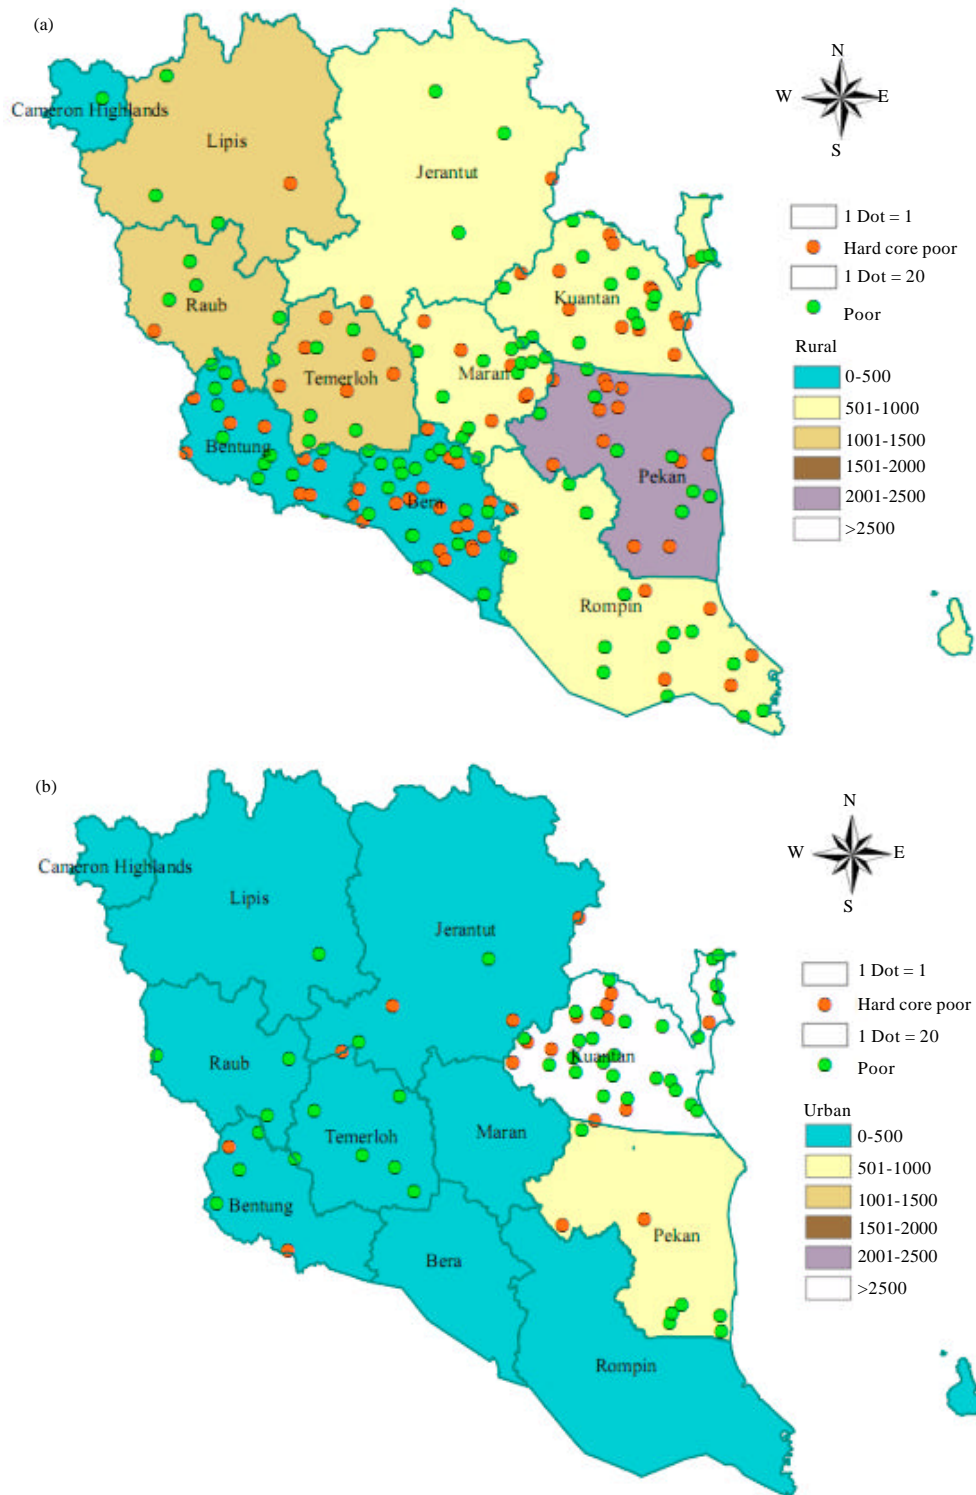 (a)
N
W
E
S
Cameron Highlands
Lipis
Jerantut
Kuantan
Raub
Temerloh
Maran
Bentung
Bera
Pekan
Rompin
1 Dot = 1
Hard core poor
1 Dot = 20
Poor
Rural
0-500
501-1000
1001-1500
1501-2000
2001-2500
>2500
(b)
N
W
E
S
Cameron Highlands
Lipis
Jerantut
Kuantan
Raub
Temerloh
Maran
Bentung
Bera
Pekan
Rompin
1 Dot = 1
Hard core poor
1 Dot = 20
Poor
Urban
0-500
501-1000
1001-1500
1501-2000
2001-2500
>2500